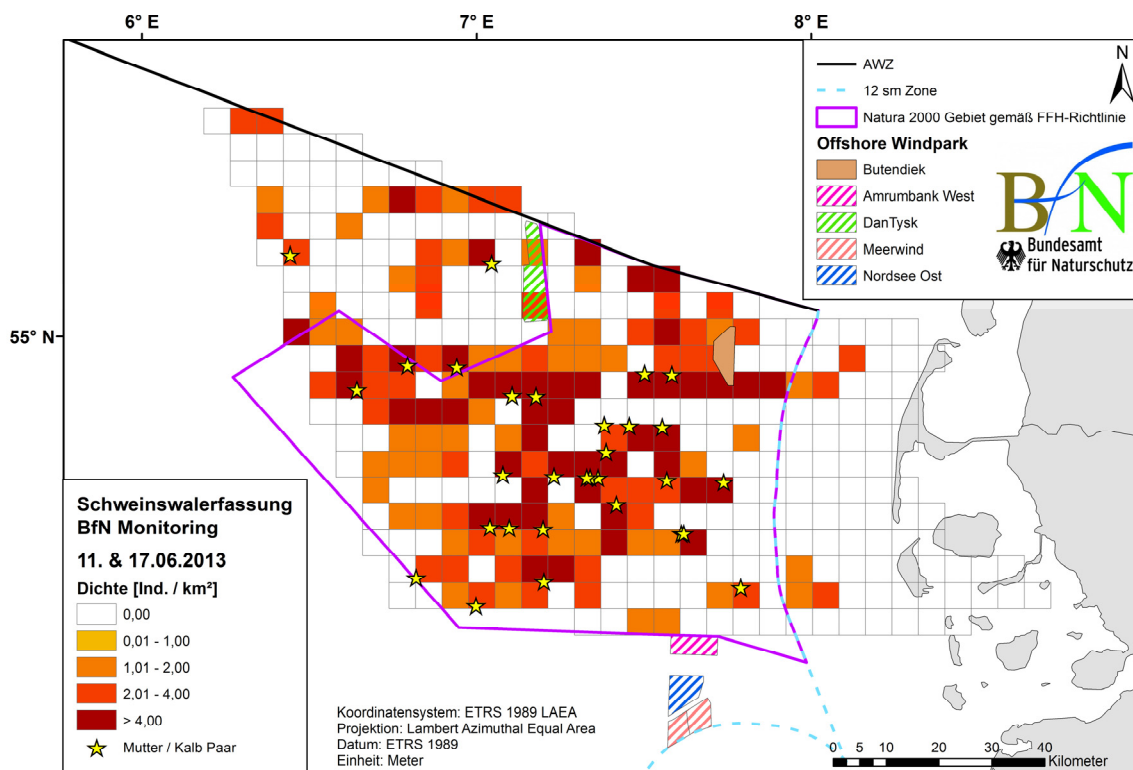 6° E
7° E
8° E
55° N
N
AWZ
12 sm Zone
Natura 2000 Gebiet gemäß FFH-Richtlinie
Offshore Windpark
Butendiek
Amrumbank West
DanTysk
Meerwind
Nordsee Ost
BfN
Bundesamt
für Naturschutz
Schweinswalerfassung
BfN Monitoring
11. & 17.06.2013
Dichte [Ind. / km²]
0,00
0,01 - 1,00
1,01 - 2,00
2.01 - 4,00
> 4,00
Mutter / Kalb Paar
Koordinatensystem: ETRS 1989 LAEA
Projektion: Lambert Azimuthal Equal Area
Datum: ETRS 1989
Einheit: Meter
0 5 10 20 30 40
Kilometer